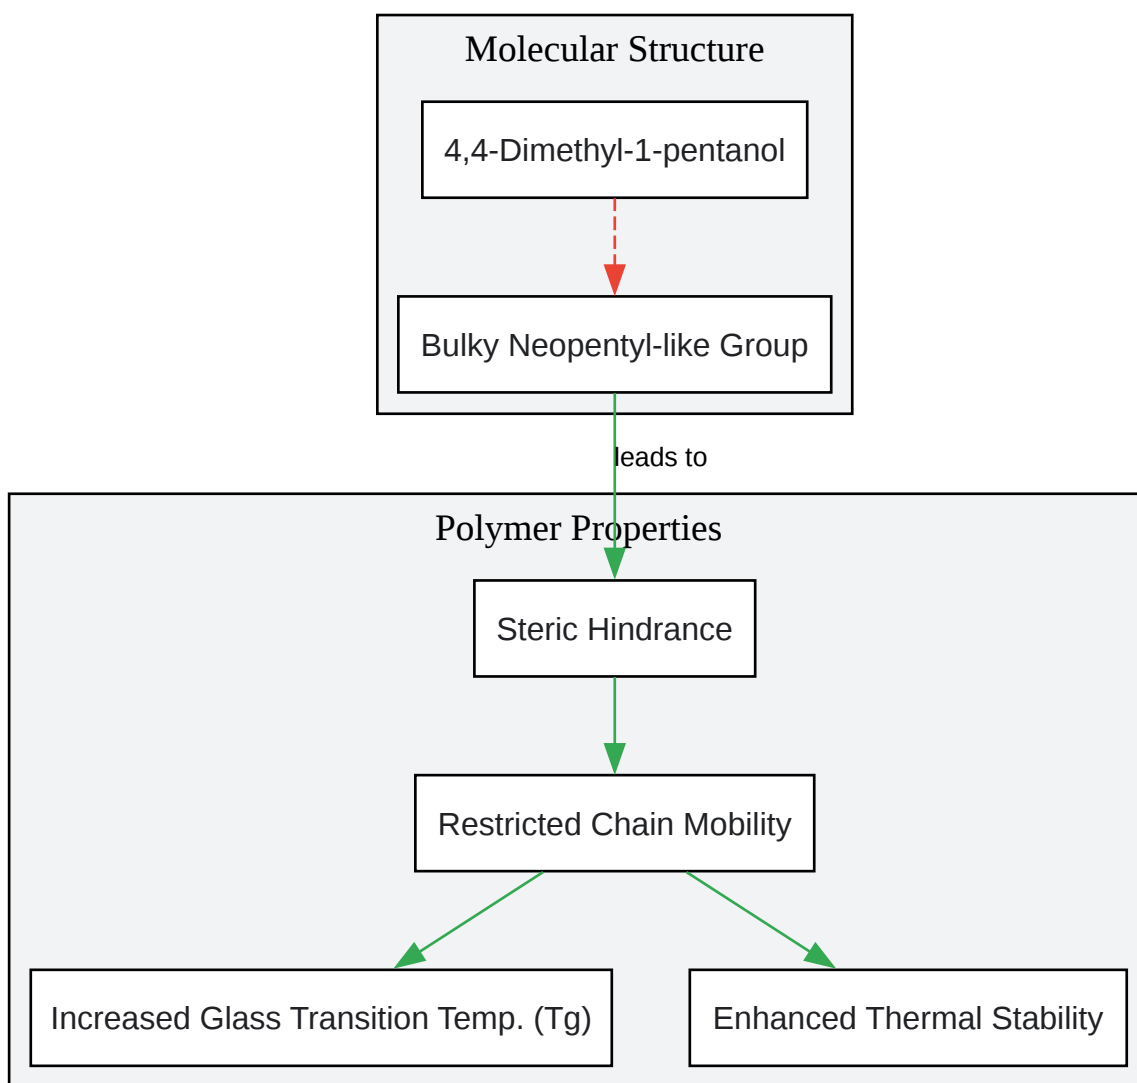 Molecular Structure
4,4-Dimethyl-1-pentanol
Bulky Neopentyl-like Group
leads to
Polymer Properties
Steric Hindrance
Restricted Chain Mobility
Increased Glass Transition Temp. (Tg)
Enhanced Thermal Stability